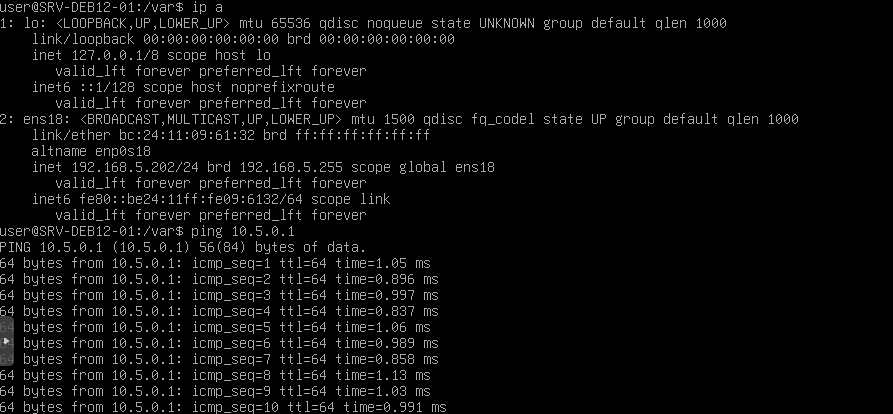 user@SRV-DEB12-01:/var$ ip a
1: lo: <LOOPBACK,UP,LOWER_UP> mtu 65536 qdisc noqueue state UNKNOWN group default qlen 1000
    link/loopback 00:00:00:00:00:00 brd 00:00:00:00:00:00
    inet 127.0.0.1/8 scope host lo
       valid_lft forever preferred_lft forever
    inet6 ::1/128 scope host noprefixroute
       valid_lft forever preferred_lft forever
2: ens18: <BROADCAST,MULTICAST,UP,LOWER_UP> mtu 1500 qdisc fq_codel state UP group default qlen 1000
    link/ether bc:24:11:09:61:32 brd ff:ff:ff:ff:ff:ff
    altname enp0s18
    inet 192.168.5.202/24 brd 192.168.5.255 scope global ens18
       valid_lft forever preferred_lft forever
    inet6 fe80::be24:11ff:fe09:6132/64 scope link
       valid_lft forever preferred_lft forever
user@SRV-DEB12-01:/var$ ping 10.5.0.1
PING 10.5.0.1 (10.5.0.1) 56(84) bytes of data.
64 bytes from 10.5.0.1: icmp_seq=1 ttl=64 time=1.05 ms
64 bytes from 10.5.0.1: icmp_seq=2 ttl=64 time=0.896 ms
64 bytes from 10.5.0.1: icmp_seq=3 ttl=64 time=0.997 ms
64 bytes from 10.5.0.1: icmp_seq=4 ttl=64 time=0.837 ms
64 bytes from 10.5.0.1: icmp_seq=5 ttl=64 time=1.06 ms
64 bytes from 10.5.0.1: icmp_seq=6 ttl=64 time=0.989 ms
64 bytes from 10.5.0.1: icmp_seq=7 ttl=64 time=0.858 ms
64 bytes from 10.5.0.1: icmp_seq=8 ttl=64 time=1.13 ms
64 bytes from 10.5.0.1: icmp_seq=9 ttl=64 time=1.03 ms
64 bytes from 10.5.0.1: icmp_seq=10 ttl=64 time=0.991 ms